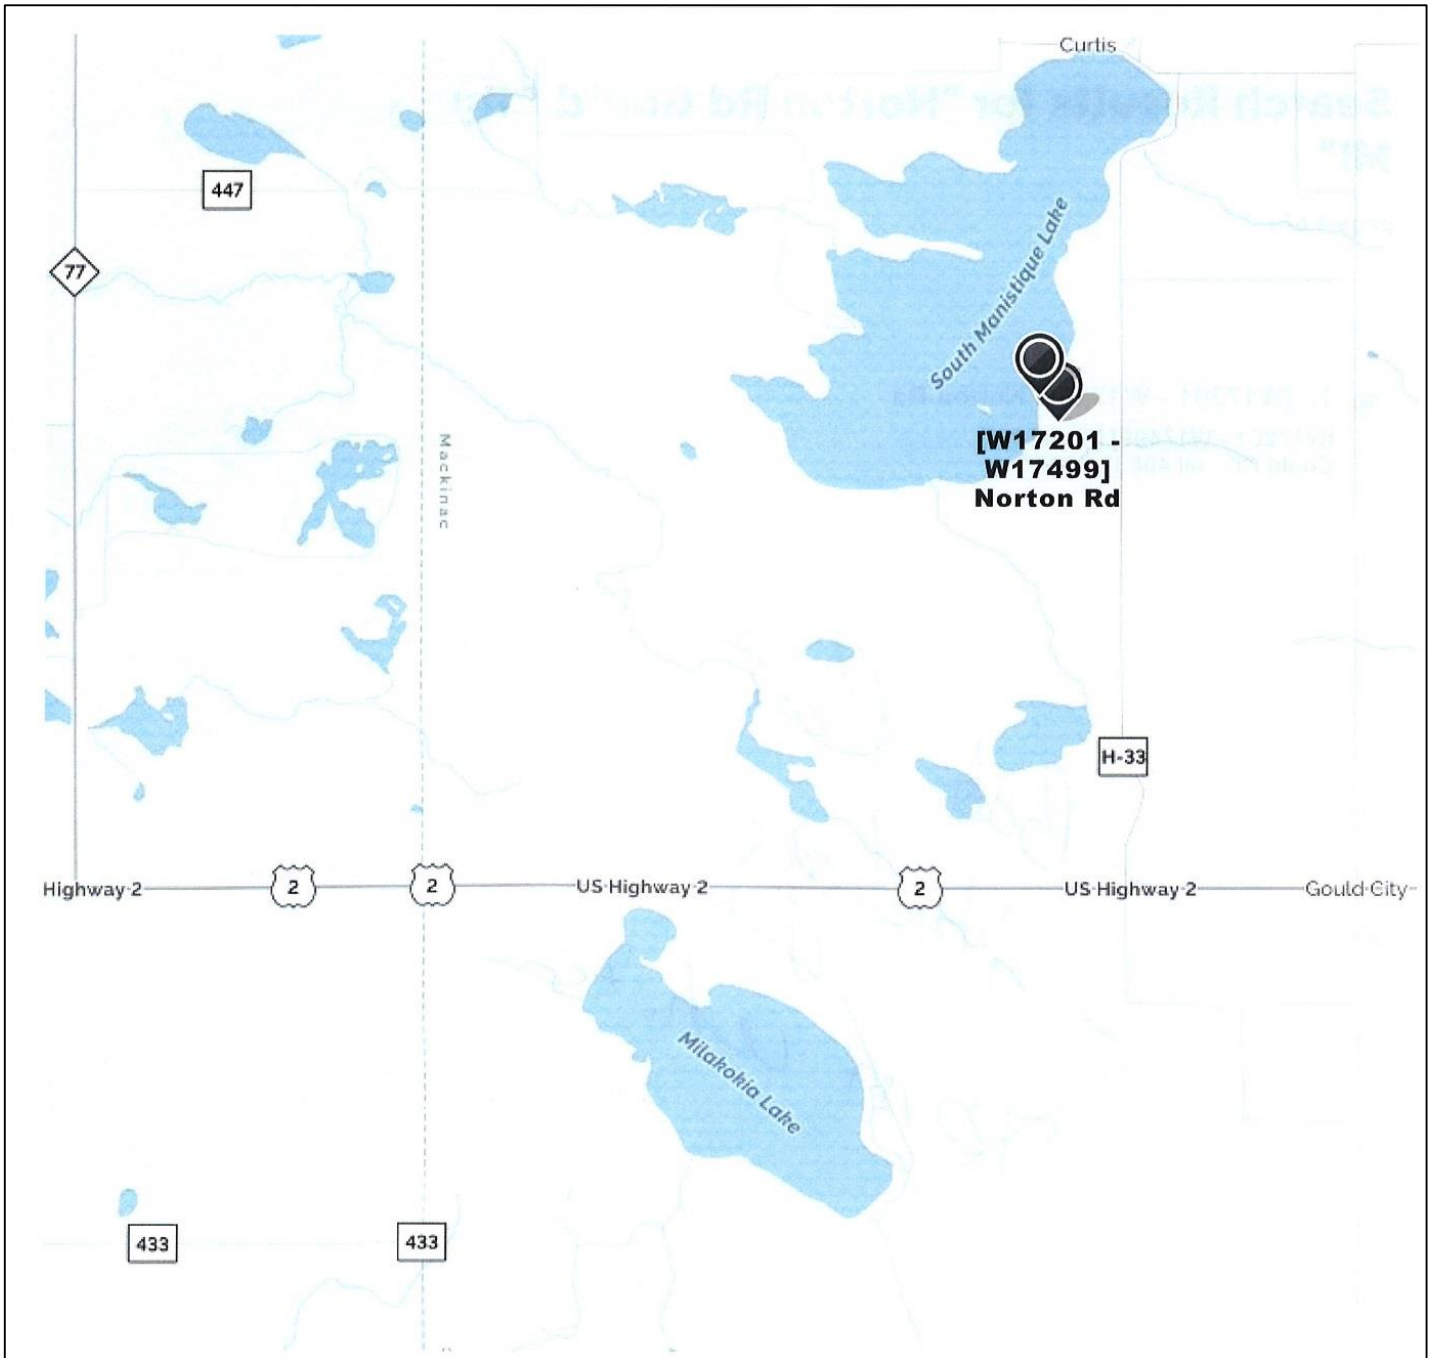 Curtis
447
77
South Manistique Lake
[W17201 -
W17499]
Norton Rd
Mackinac
H-33
Highway 2
2
2
US Highway 2
2
US Highway 2
Gould City
Milakokia Lake
433
433